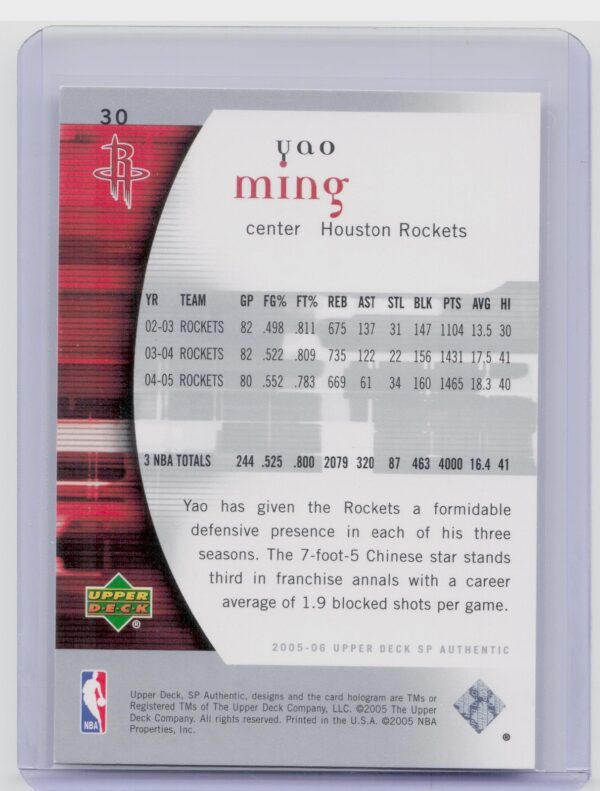 30
R
yao
ming
center Houston Rockets
YR TEAM GP FG% FT% REB AST STL BLK PTS AVG HI
02-03 ROCKETS 82 .498 .811 675 137 31 147 1104 13.5 30
03-04 ROCKETS 82 .522 .809 735 122 22 156 1431 17.5 41
04-05 ROCKETS 80 .552 .783 669 61 34 160 1465 18.3 40
3 NBA TOTALS 244 .525 .800 2079 320 87 463 4000 16.4 41
Yao has given the Rockets a formidable
defensive presence in each of his three
seasons. The 7-foot-5 Chinese star stands
third in franchise annals with a career
average of 1.9 blocked shots per game.
UPPER
DECK
®
2005-06 UPPER DECK SP AUTHENTIC
NBA
Upper Deck, SP Authentic, designs and the card hologram are TMs or
Registered TMs of The Upper Deck Company, LLC. ©2005 The Upper
Deck Company. All rights reserved. Printed in the U.S.A. ©2005 NBA
Properties, Inc.
®